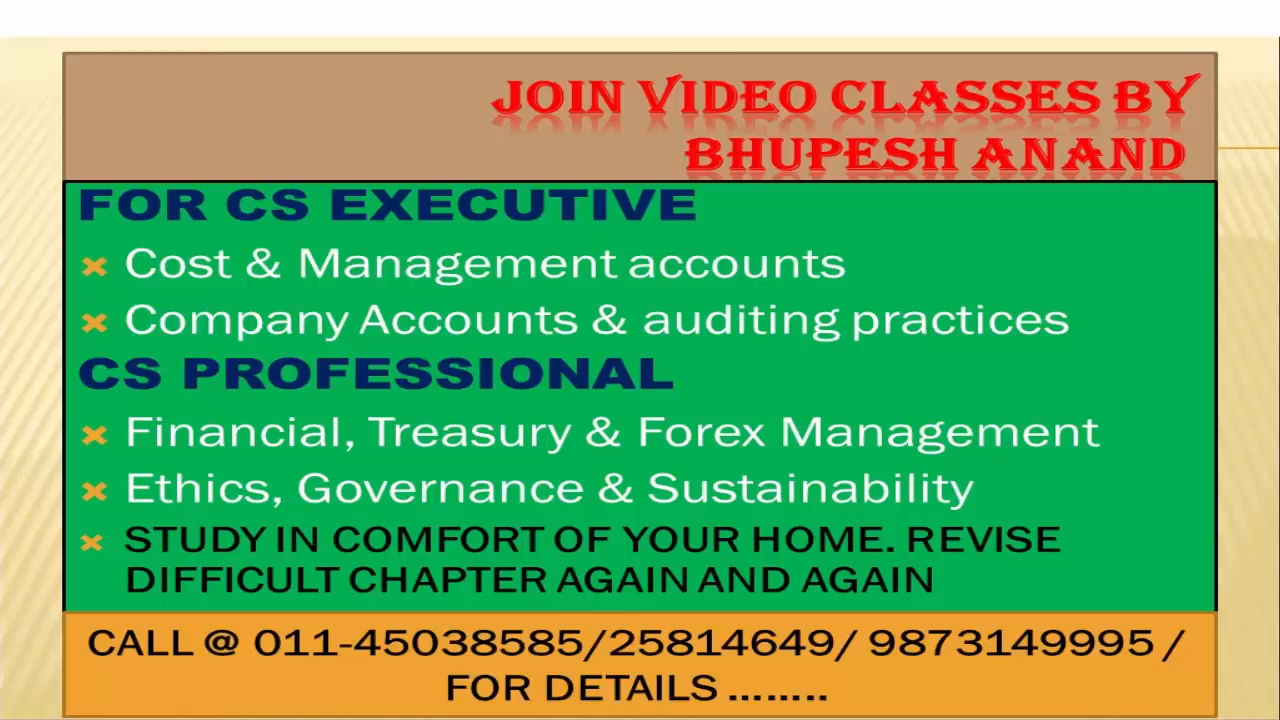 JOIN VIDEO CLASSES BY
BHUPESH ANAND
FOR CS EXECUTIVE
Cost & Management accounts
Company Accounts & auditing practices
CS PROFESSIONAL
Financial, Treasury & Forex Management
Ethics, Governance & Sustainability
STUDY IN COMFORT OF YOUR HOME. REVISE
DIFFICULT CHAPTER AGAIN AND AGAIN
CALL @ 011-45038585/25814649/ 9873149995 /
FOR DETAILS ........